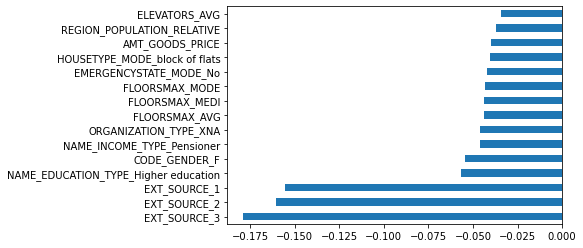 ELEVATORS_AVG
REGION_POPULATION_RELATIVE
AMT_GOODS_PRICE
HOUSETYPE_MODE_block of flats
EMERGENCYSTATE_MODE_No
FLOORSMAX_MODE
FLOORSMAX_MEDI
FLOORSMAX_AVG
ORGANIZATION_TYPE_XNA
NAME_INCOME_TYPE_Pensioner
CODE_GENDER_F
NAME_EDUCATION_TYPE_Higher education
EXT_SOURCE_1
EXT_SOURCE_2
EXT_SOURCE_3
−0.175 −0.150 −0.125 −0.100 −0.075 −0.050 −0.025 0.000